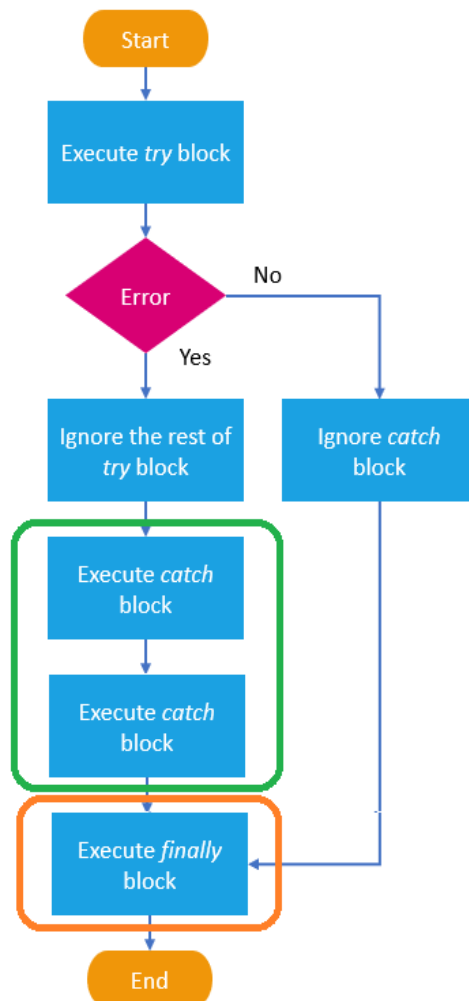 Start
Execute try block
Error
No
Yes
Ignore the rest of
try block
Ignore catch
block
Execute catch
block
Execute catch
block
Execute finally
block
End